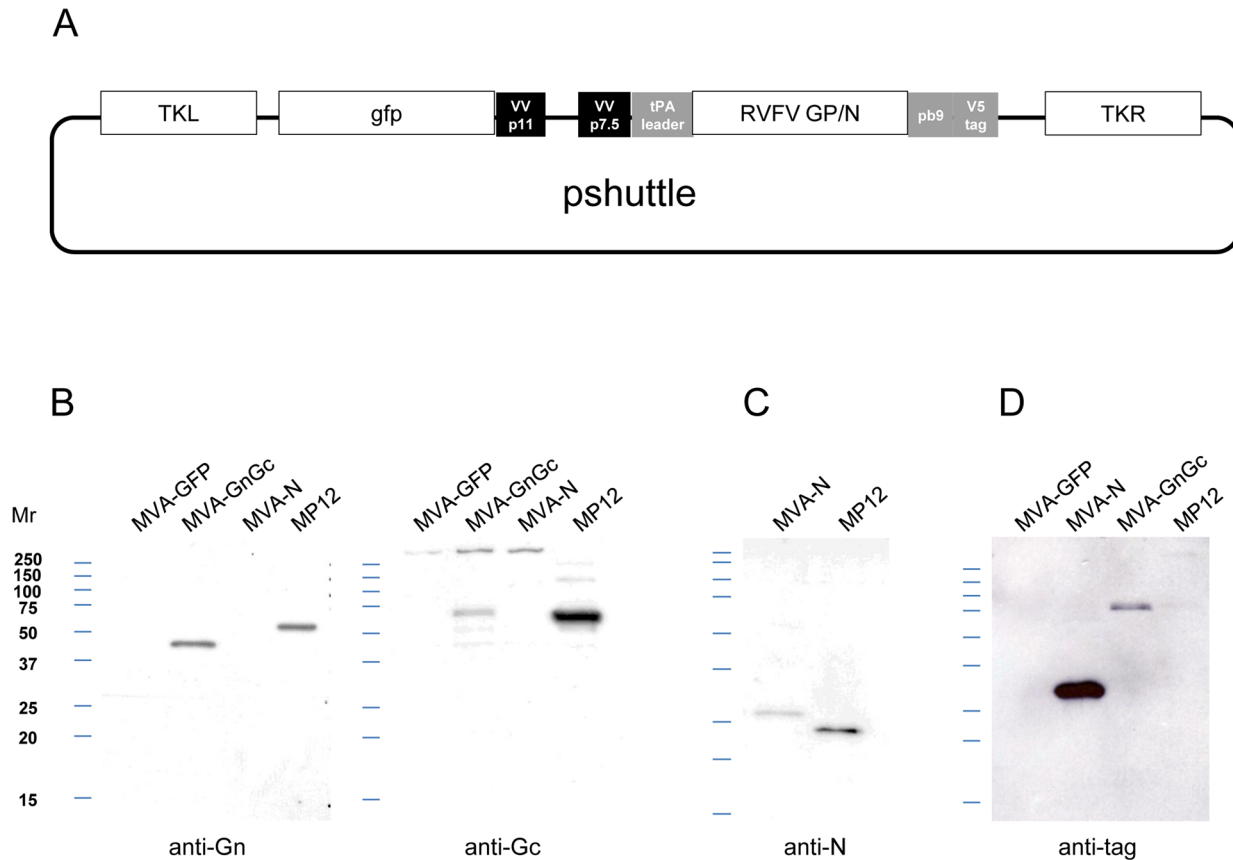 A
TKL
gfp
VV
p11
VV
p7.5
tPA
leader
RVFV GP/N
pb9
V5
tag
TKR
pshuttle
B
C
D
Mr
MVA-GFP
MVA-GnGc
MVA-N
MP12
MVA-GFP
MVA-GnGc
MVA-N
MP12
MVA-N
MP12
MVA-GFP
MVA-N
MVA-GnGc
MP12
250
150
100
75
50
37
25
20
15
anti-Gn
anti-Gc
anti-N
anti-tag